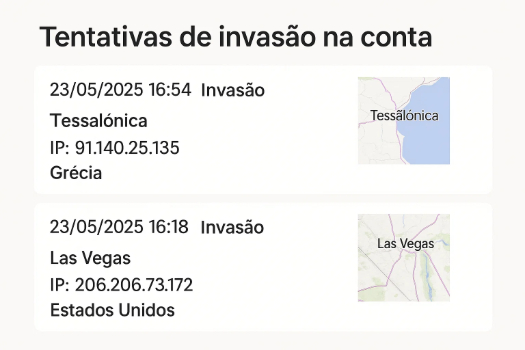 Tentativas de invasão na conta
23/05/2025 16:54 Invasão
Tessalónica
IP: 91.140.25.135
Grécia
Tessãlónica
23/05/2025 16:18 Invasão
Las Vegas
IP: 206.206.73.172
Estados Unidos
Las Vegas